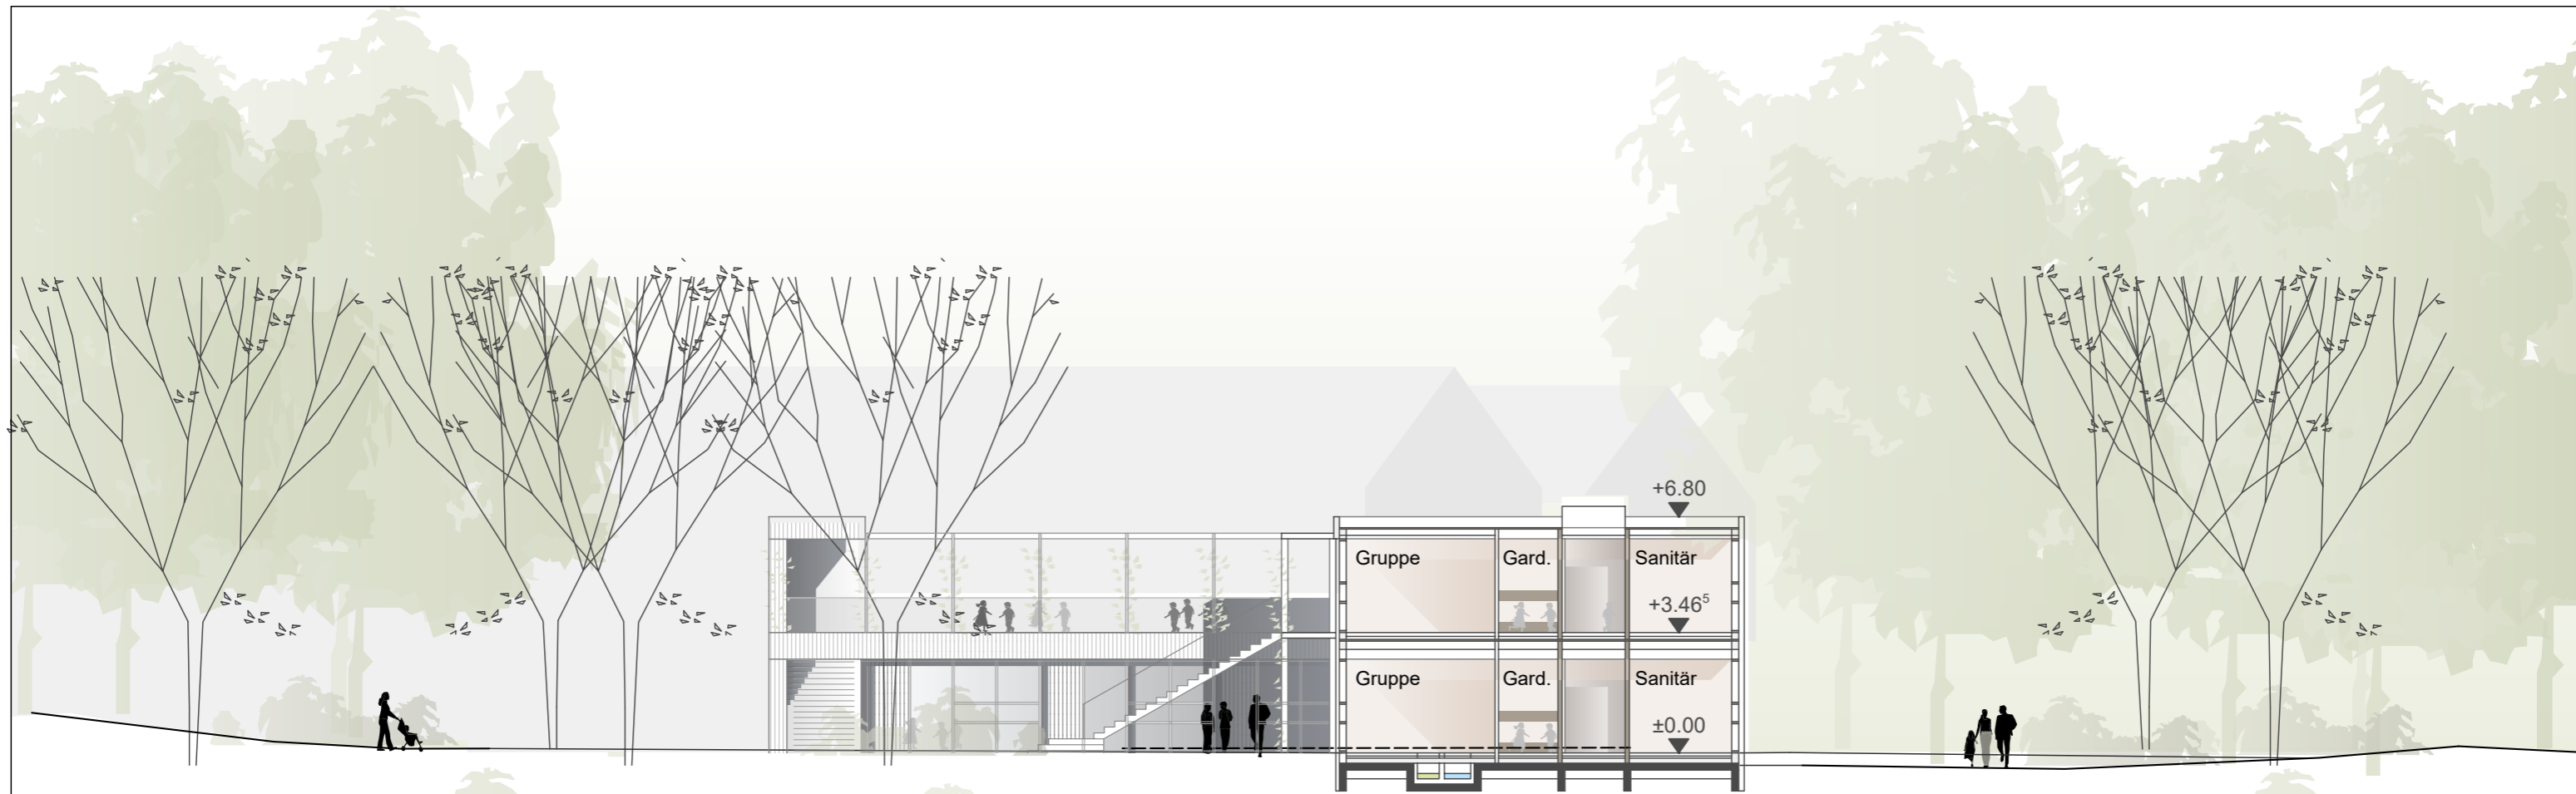 +6.80
Gruppe Gard. Sanitär
+3.46⁵
Gruppe Gard. Sanitär
±0.00